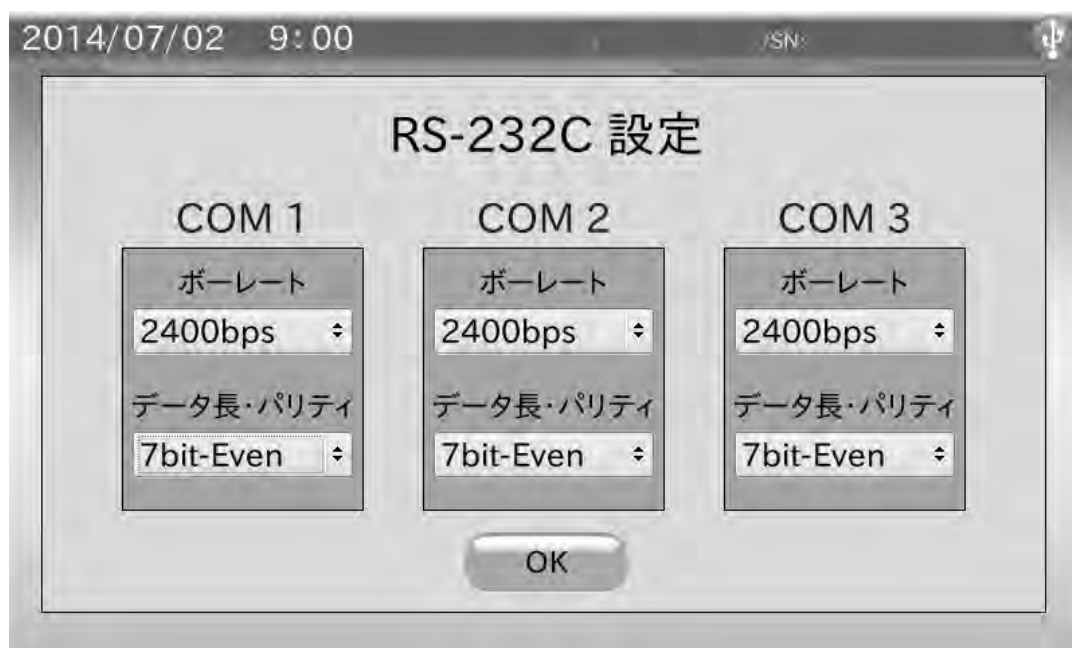 2014/07/02 9:00 /SN:
RS-232C 設定
COM 1 COM 2 COM 3
ボーレート ボーレート ボーレート
2400bps 2400bps 2400bps
データ長・パリティ データ長・パリティ データ長・パリティ
7bit-Even 7bit-Even 7bit-Even
OK